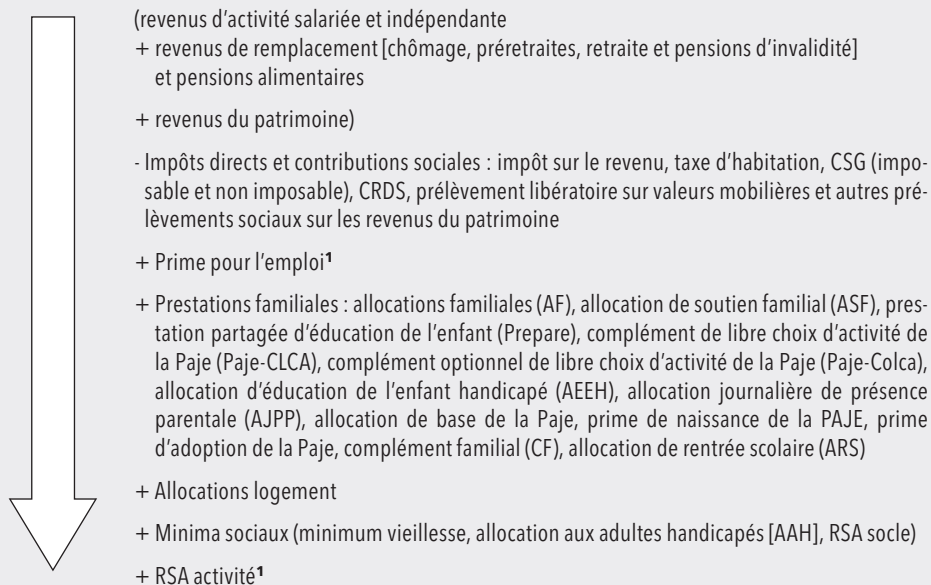 (revenus d'activité salariée et indépendante
+ revenus de remplacement [chômage, préretraites, retraite et pensions d'invalidité]
et pensions alimentaires
+ revenus du patrimoine)
- Impôts directs et contributions sociales : impôt sur le revenu, taxe d'habitation, CSG (impo-
sable et non imposable), CRDS, prélèvement libératoire sur valeurs mobilières et autres pré-
lèvements sociaux sur les revenus du patrimoine
+ Prime pour l'emploi¹
+ Prestations familiales : allocations familiales (AF), allocation de soutien familial (ASF), pres-
tation partagée d'éducation de l'enfant (Prepare), complément de libre choix d'activité de
la Paje (Paje-CLCA), complément optionnel de libre choix d'activité de la Paje (Paje-Colca),
allocation d'éducation de l'enfant handicapé (AEEH), allocation journalière de présence
parentale (AJPP), allocation de base de la Paje, prime de naissance de la PAJE, prime
d'adoption de la Paje, complément familial (CF), allocation de rentrée scolaire (ARS)
+ Allocations logement
+ Minima sociaux (minimum vieillesse, allocation aux adultes handicapés [AAH], RSA socle)
+ RSA activité¹